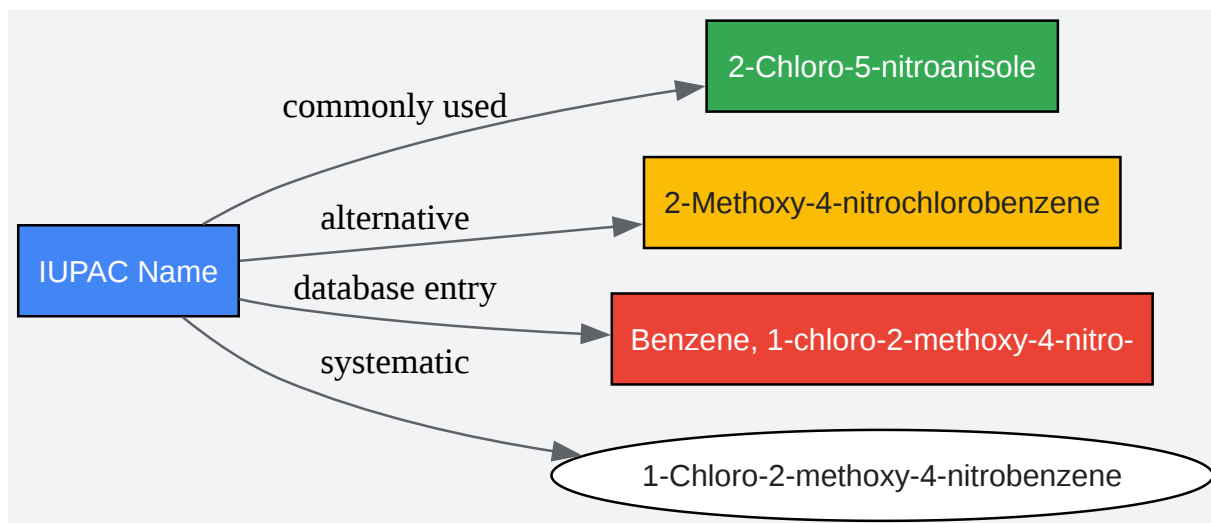 2-Chloro-5-nitroanisole
commonly used
2-Methoxy-4-nitrochlorobenzene
alternative
IUPAC Name
database entry
Benzene, 1-chloro-2-methoxy-4-nitro-
systematic
1-Chloro-2-methoxy-4-nitrobenzene